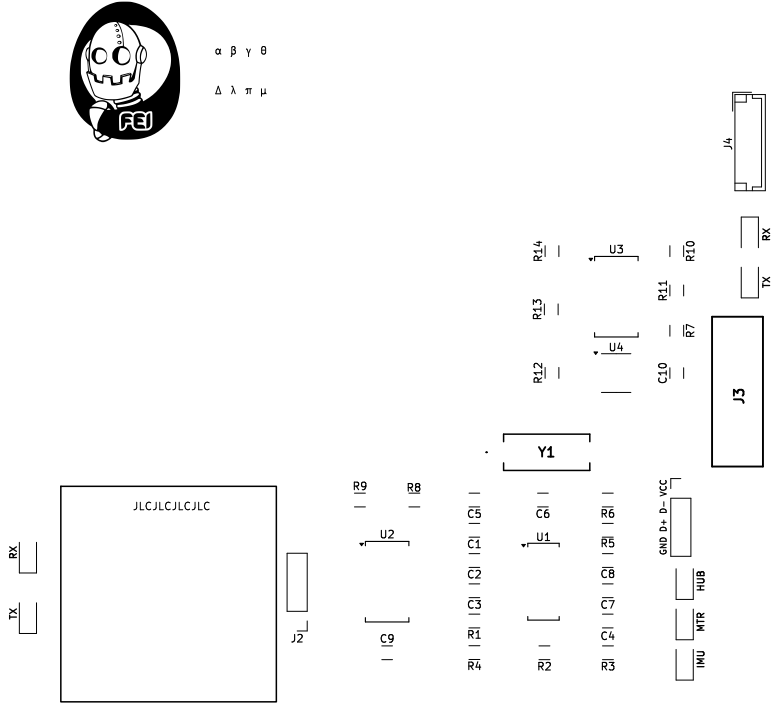 α β γ θ
FEI
Δ λ π μ
J4
RX
R14
U3
R10
TX
R11
R13
R7
U4
R12
C10
J3
Y1
R9
R8
GND D+ D- VCC
JLCJLCJLCJLC
C5
C6
R6
U2
U1
RX
C1
R5
C2
C8
HUB
TX
C3
C7
MTR
J2
C9
R1
C4
R4
R2
R3
IMU